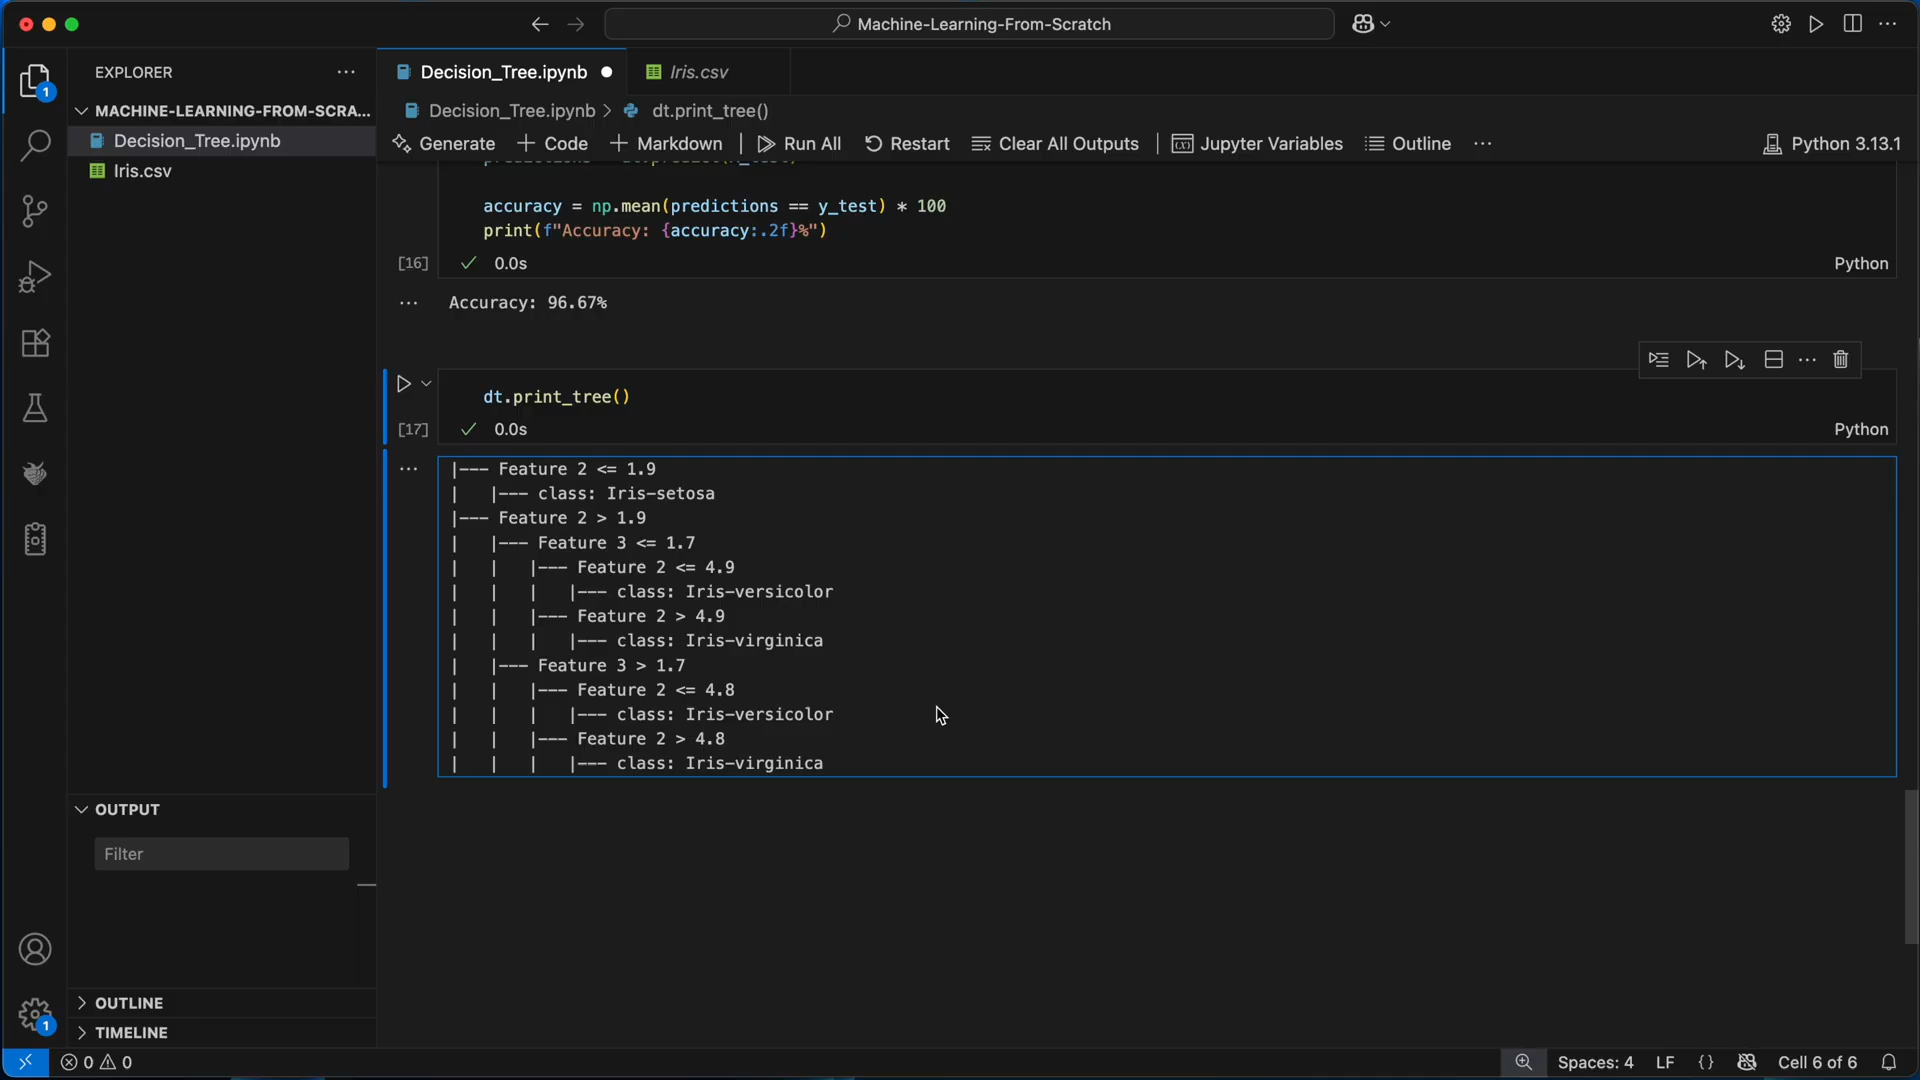 Machine-Learning-From-Scratch
EXPLORER
Decision_Tree.ipynb
Iris.csv
1
MACHINE-LEARNING-FROM-SCRA...
Decision_Tree.ipynb > dt.print_tree()
Decision_Tree.ipynb
Generate + Code + Markdown | Run All Restart Clear All Outputs | Jupyter Variables Outline ... Python 3.13.1
Iris.csv
accuracy = np.mean(predictions == y_test) * 100
print(f"Accuracy: {accuracy:.2f}%")
[16] ✓ 0.0s Python
... Accuracy: 96.67%
dt.print_tree()
[17] ✓ 0.0s Python
...
|--- Feature 2 <= 1.9
|   |--- class: Iris-setosa
|--- Feature 2 > 1.9
|   |--- Feature 3 <= 1.7
|   |   |--- Feature 2 <= 4.9
|   |   |   |--- class: Iris-versicolor
|   |   |--- Feature 2 > 4.9
|   |   |   |--- class: Iris-virginica
|   |--- Feature 3 > 1.7
|   |   |--- Feature 2 <= 4.8
|   |   |   |--- class: Iris-versicolor
|   |   |--- Feature 2 > 4.8
|   |   |   |--- class: Iris-virginica
OUTPUT
Filter
OUTLINE
1
TIMELINE
0 0
Spaces: 4 LF {} Cell 6 of 6